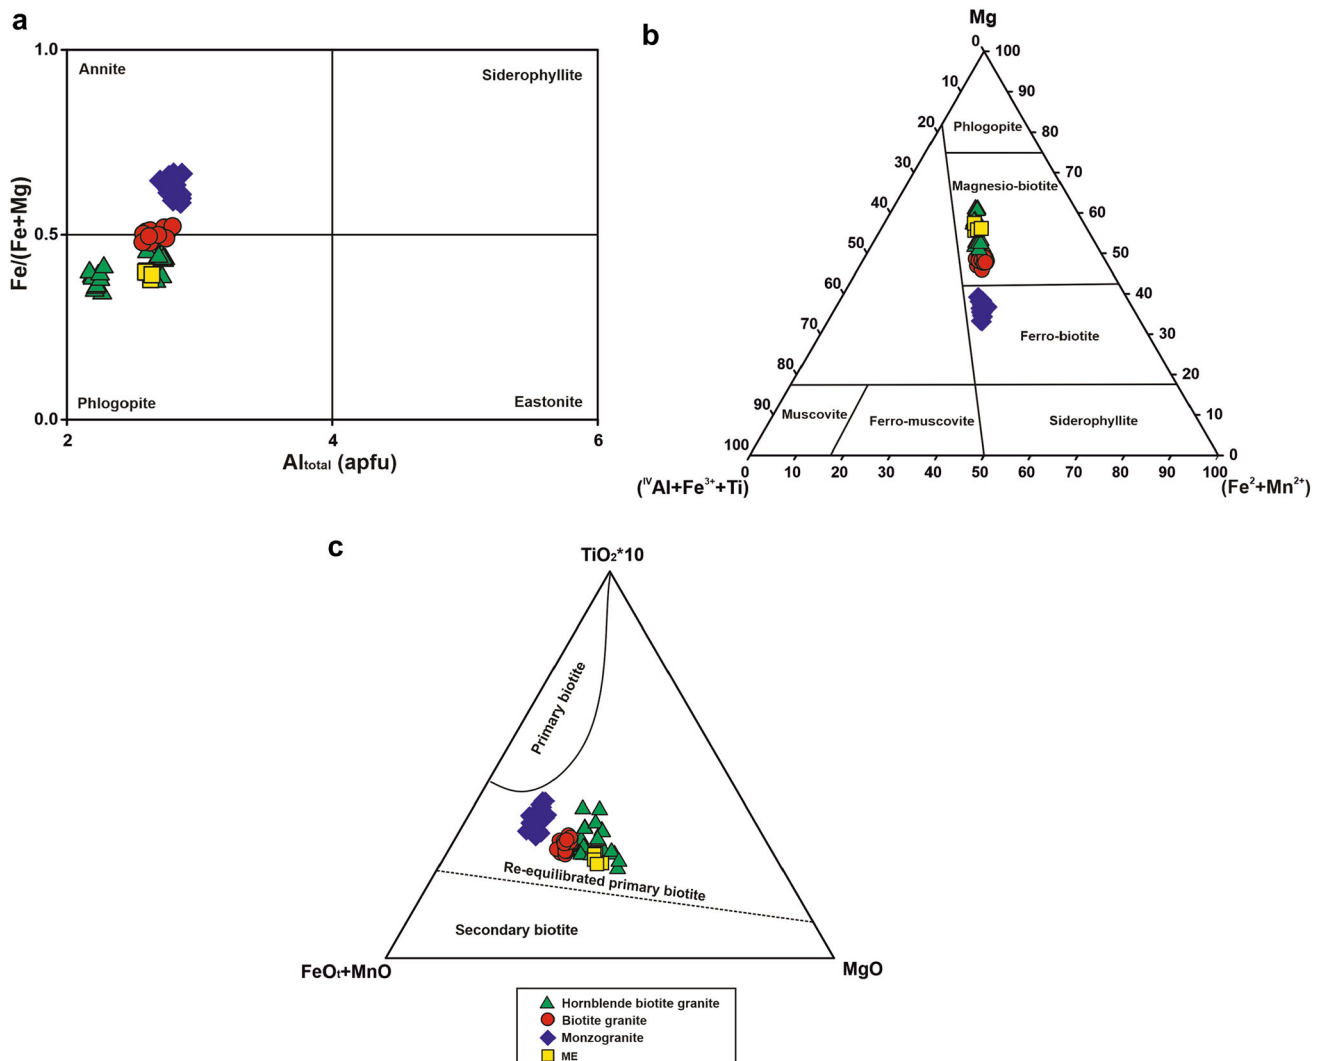 a
1.0
Annite
Siderophyllite
Fe/(Fe+Mg)
0.5
Phlogopite
Eastonite
0.0
2
4
6
Altotal (apfu)
b
Mg
0
100
10
90
20
Phlogopite
80
30
70
Magnesio-biotite
40
60
50
50
60
40
70
Ferro-biotite
30
80
20
90
Muscovite
Ferro-muscovite
Siderophyllite
10
100
0
0 10 20 30 40 50 60 70 80 90 100
(IVAl+Fe3++Ti)
(Fe2+Mn2+)
c
TiO2*10
Primary biotite
Re-equilibrated primary biotite
Secondary biotite
FeOt+MnO
MgO
Hornblende biotite granite
Biotite granite
Monzogranite
ME